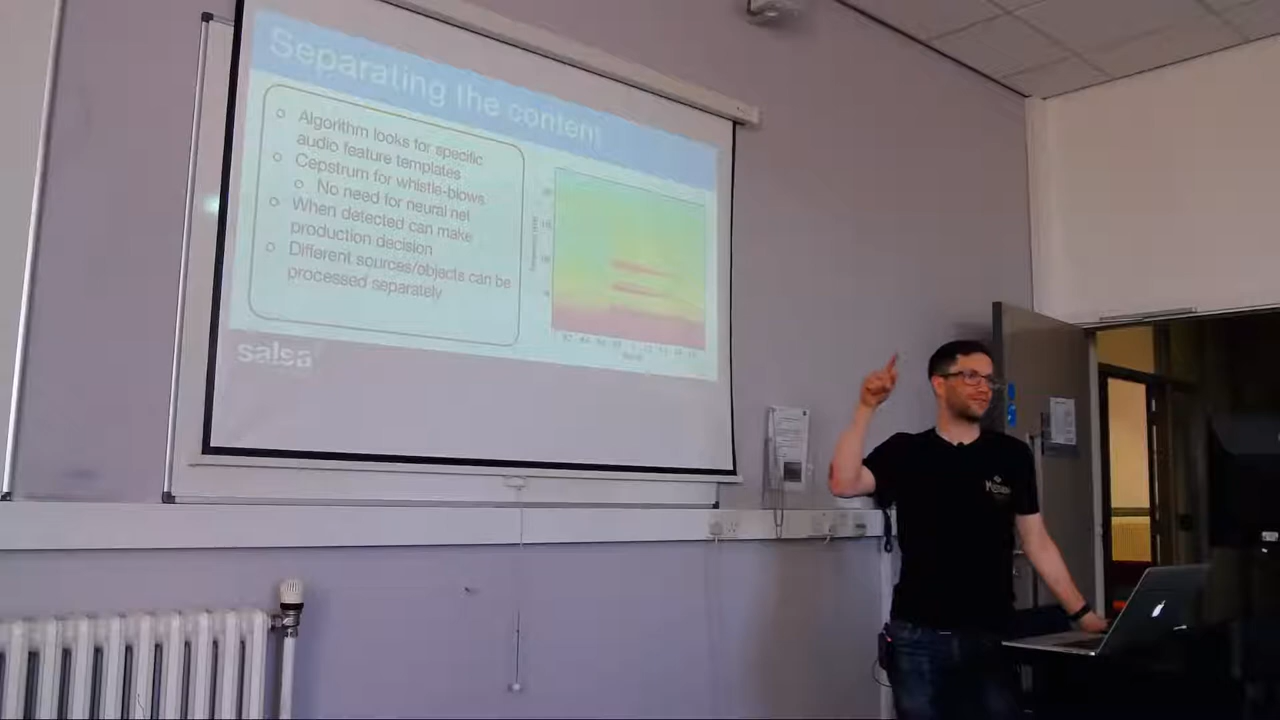 Separating the content
Algorithm looks for specific
audio feature templates
Cepstrum for whistle-blows
No need for neural net
When detected can make
production decision
Different sources/objects can be
processed separately
salsa